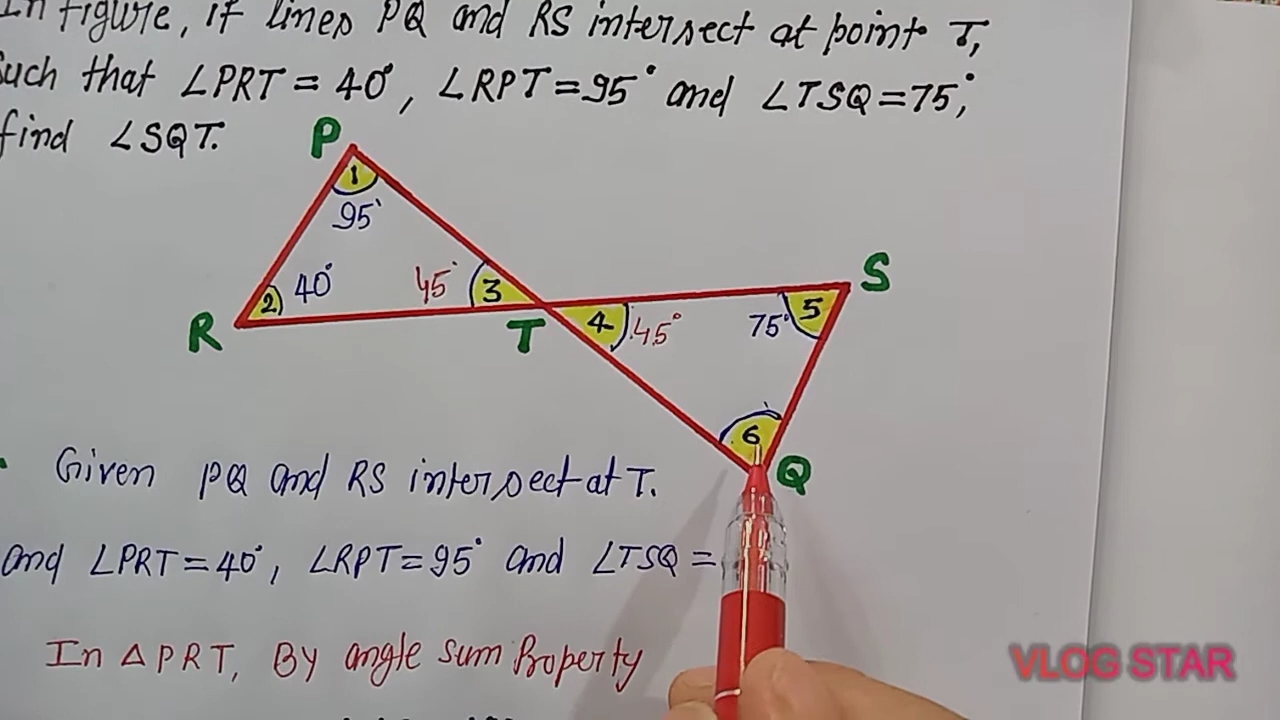 In figure, if lines PQ and RS intersect at point T,
Such that ∠PRT = 40°, ∠RPT = 95° and ∠TSQ = 75°,
find ∠SQT.
P
1
95°
S
2 40°
45° 3
5
75°
R
T
4 45°
6
Q
Given PQ and RS intersect at T.
and ∠PRT = 40°, ∠RPT = 95° and ∠TSQ =
In △PRT, By angle sum Property
VLOG STAR